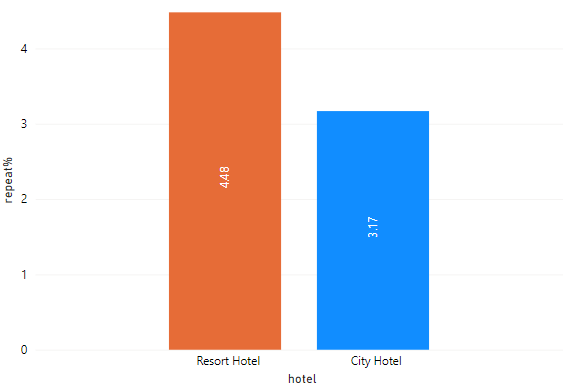 4
3
2
1
0
repeat%
4.48
3.17
Resort Hotel
City Hotel
hotel